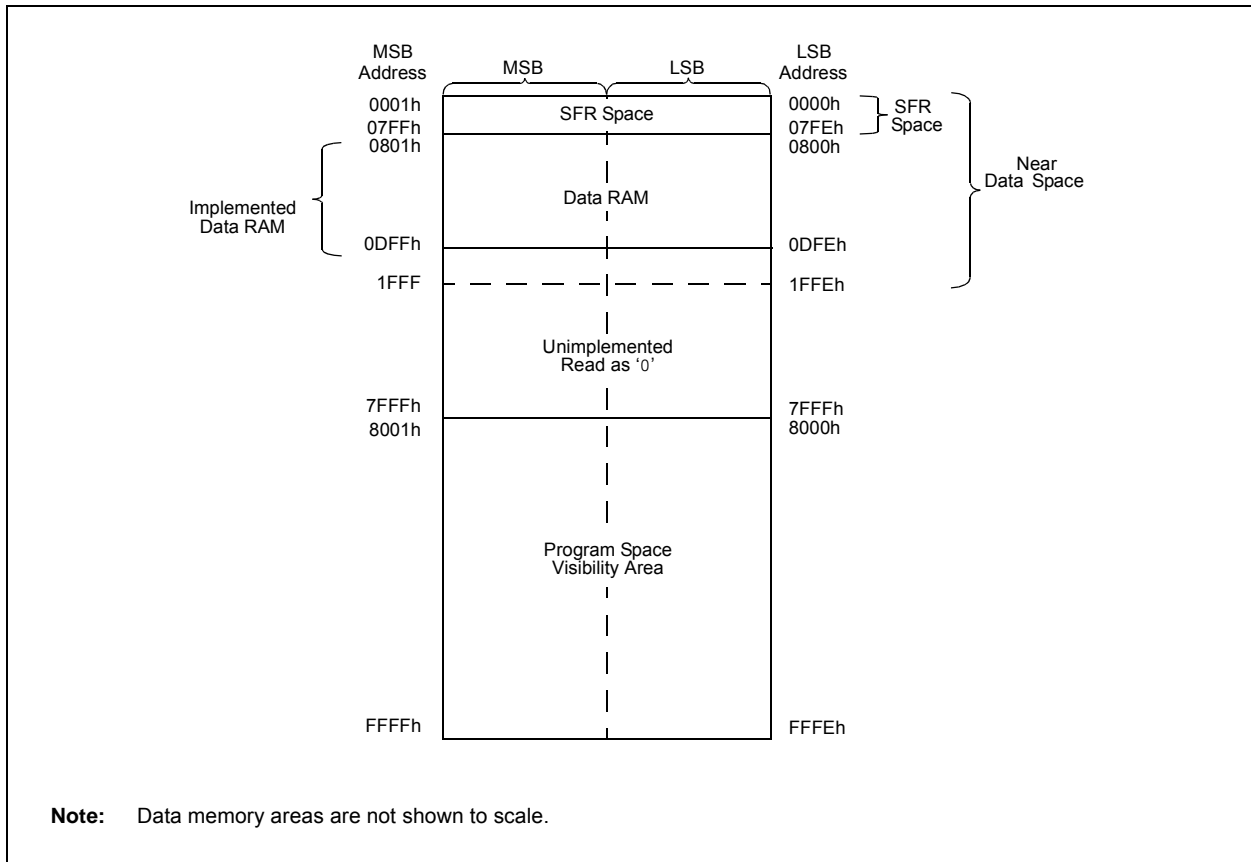 MSB
Address
MSB
LSB
LSB
Address
0001h
SFR Space
0000h
SFR
Space
07FFh
07FEh
0801h
0800h
Near
Data Space
Implemented
Data RAM
Data RAM
0DFFh
0DFEh
1FFF
1FFEh
Unimplemented
Read as ‘0’
7FFFh
7FFFh
8001h
8000h
Program Space
Visibility Area
FFFFh
FFFEh
Note: Data memory areas are not shown to scale.